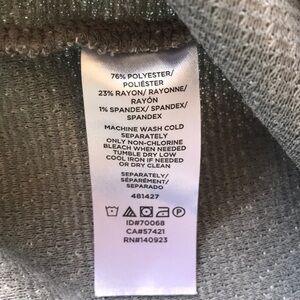 76% POLYESTER/
POLIÉSTER
23% RAYON/ RAYONNE/
RAYÓN
1% SPANDEX/ SPANDEX/
SPANDEX
MACHINE WASH COLD
SEPARATELY
ONLY NON-CHLORINE
BLEACH WHEN NEEDED
TUMBLE DRY LOW
COOL IRON IF NEEDED
OR DRY CLEAN
SEPARATELY/
SÉPARÉMENT/
SEPARADO
481427
P
ID#70068
CA#57421
RN#140923